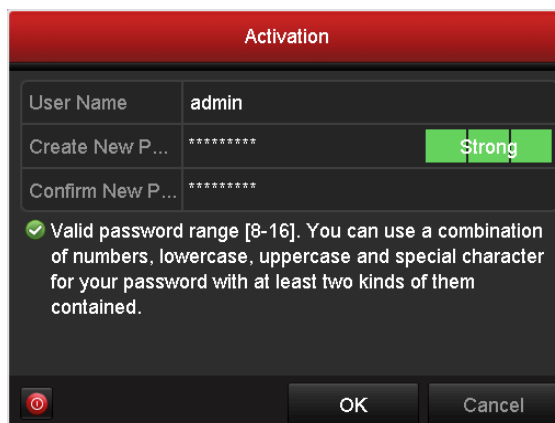 Activation
User Name admin
Create New P... ********* Strong
Confirm New P... *********
Valid password range [8-16]. You can use a combination
of numbers, lowercase, uppercase and special character
for your password with at least two kinds of them
contained.
OK Cancel